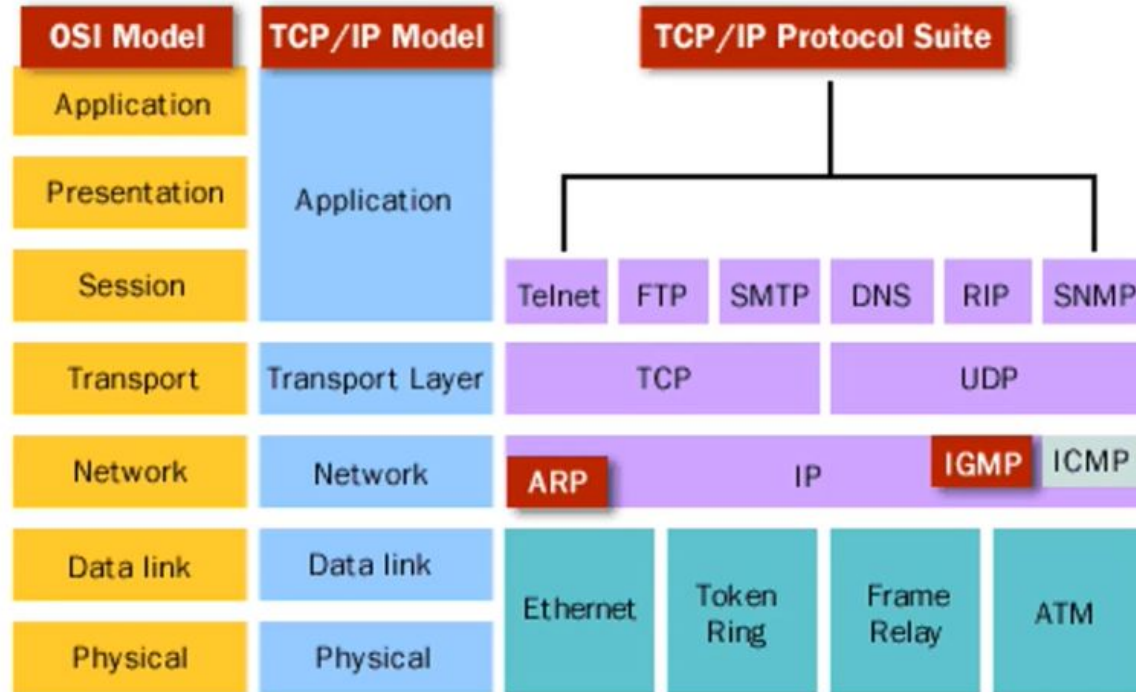 OSI Model
TCP/IP Model
TCP/IP Protocol Suite
Application
Presentation
Session
Transport
Network
Data link
Physical
Application
Transport Layer
Network
Data link
Physical
Telnet
FTP
SMTP
DNS
RIP
SNMP
TCP
UDP
ARP
IP
IGMP
ICMP
Ethernet
Token
Ring
Frame
Relay
ATM